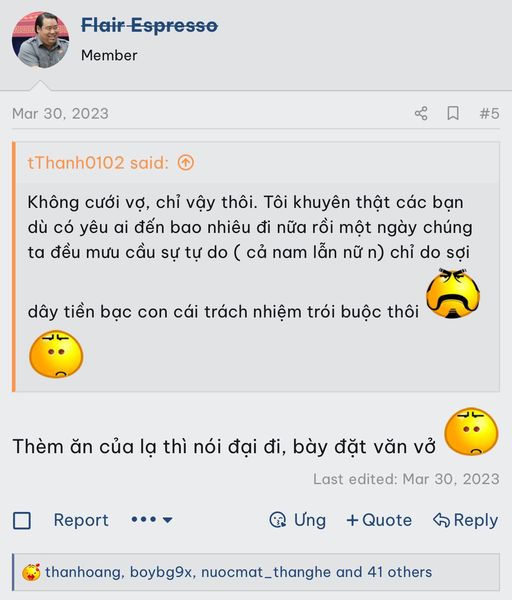 Flair Espresso
Member
Mar 30, 2023
#5
tThanh0102 said:
Không cưới vợ, chỉ vậy thôi. Tôi khuyên thật các bạn
dù có yêu ai đến bao nhiêu đi nữa rồi một ngày chúng
ta đều mưu cầu sự tự do ( cả nam lẫn nữ n) chỉ do sợi
dây tiền bạc con cái trách nhiệm trói buộc thôi
Thèm ăn của lạ thì nói đại đi, bày đặt văn vở
Last edited: Mar 30, 2023
Report
Ưng
+Quote
Reply
thanhoang, boybg9x, nuocmat_thanghe and 41 others